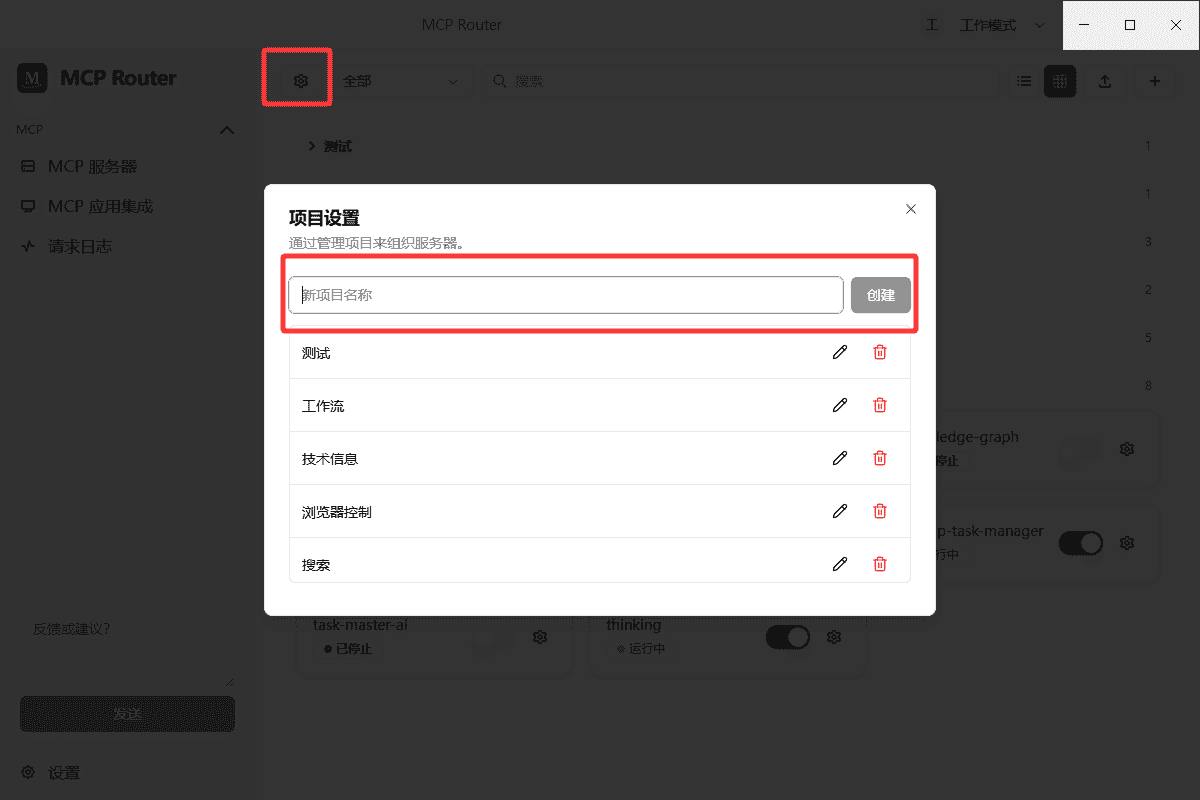 MCP Router
工 工作模式
M MCP Router
全部
搜索
MCP
测试
1
MCP 服务器
1
MCP 应用集成
项目设置
3
请求日志
通过管理项目来组织服务器。
2
新项目名称
创建
5
测试
8
工作流
ledge-graph
停止
技术信息
浏览器控制
p-task-manager
行中
搜索
反馈或建议?
task-master-ai
已停止
thinking
运行中
发送
设置